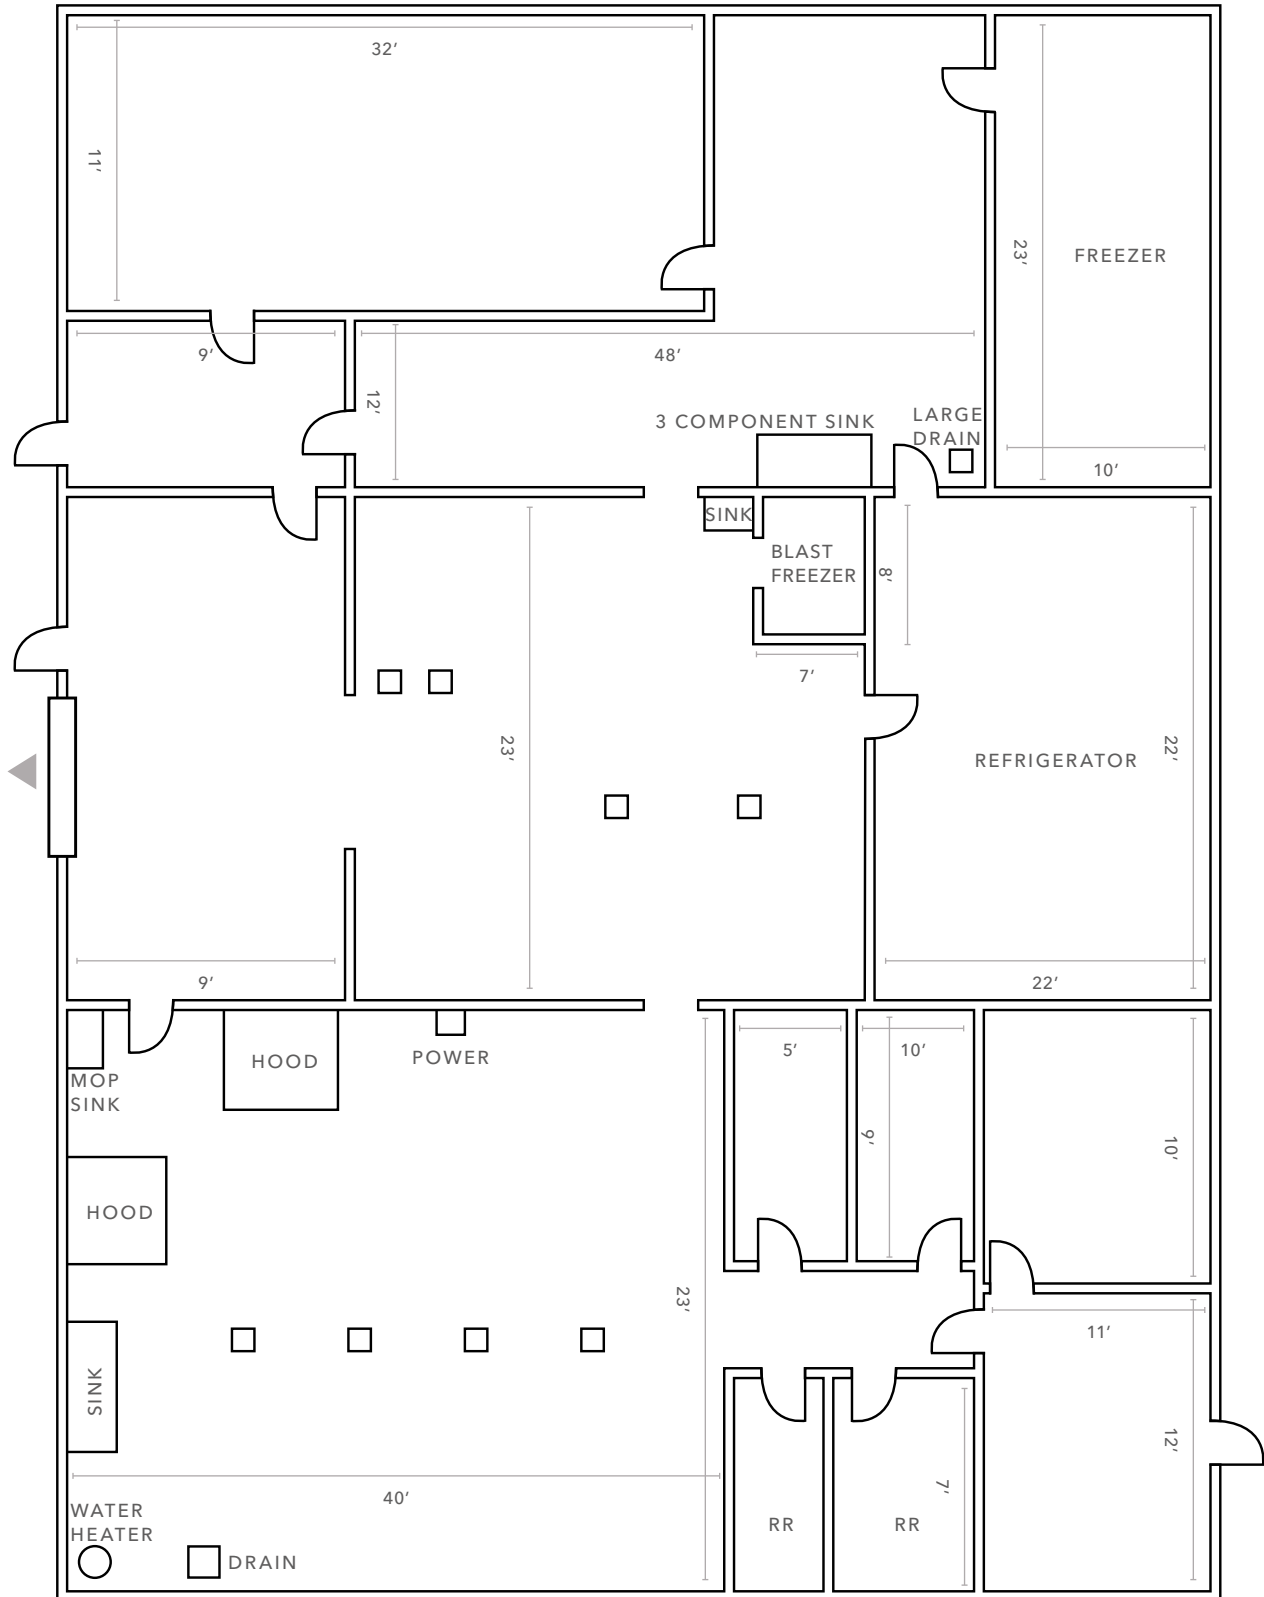 32’
11’
23’
FREEZER
9’
48’
12’
3 COMPONENT SINK
LARGE
DRAIN
10’
SINK
BLAST
FREEZER
8’
7’
23’
22’
REFRIGERATOR
9’
22’
HOOD
POWER
5’
10’
MOP
SINK
9’
10’
HOOD
23’
11’
SINK
12’
40’
7’
WATER
HEATER
DRAIN
RR
RR